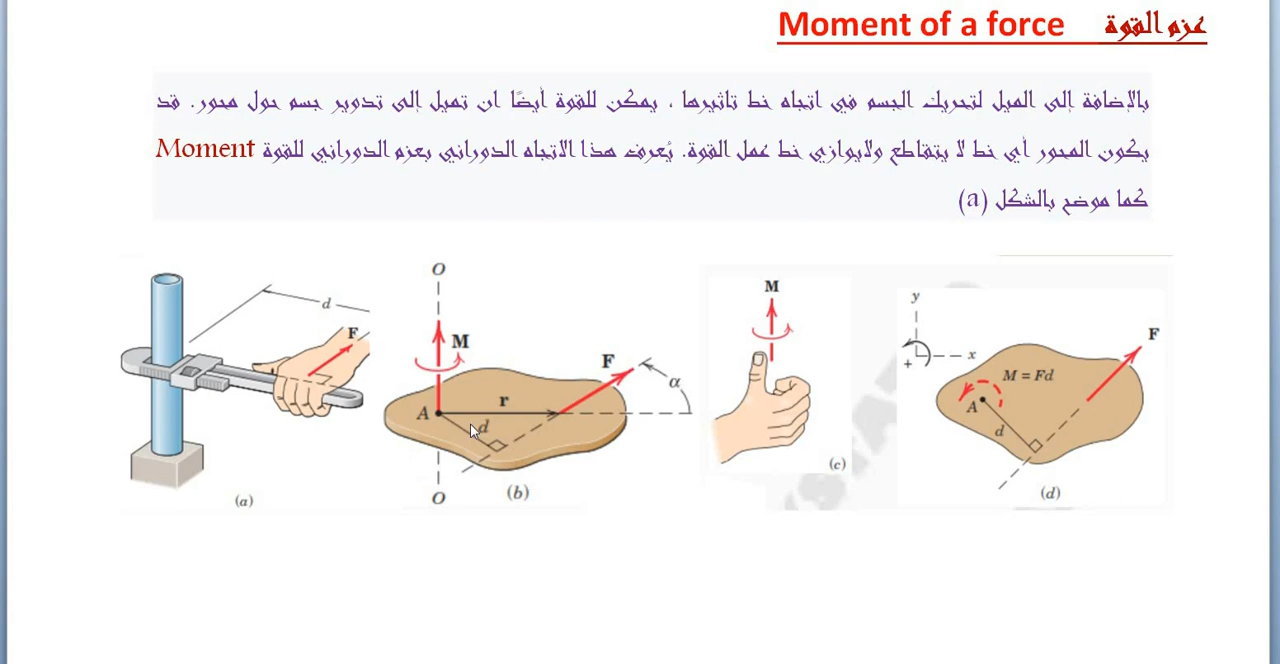 Moment of a force عزم القوة
بالإضافة إلى الميل لتحريك الجسم في اتجاه خط تاثيرها ، يمكن للقوة أيضًا ان تميل إلى تدوير جسم حول محور. قد
يكون المحور أي خط لا يتقاطع ولايوازي خط عمل القوة. يُعرف هذا الاتجاه الدوراني بعزم الدوراني للقوة Moment
كما موضح بالشكل (a)
d
F
(a)
O
M
F
α
r
A
d
O
(b)
M
(c)
y
x
+
F
M = Fd
A
d
(d)